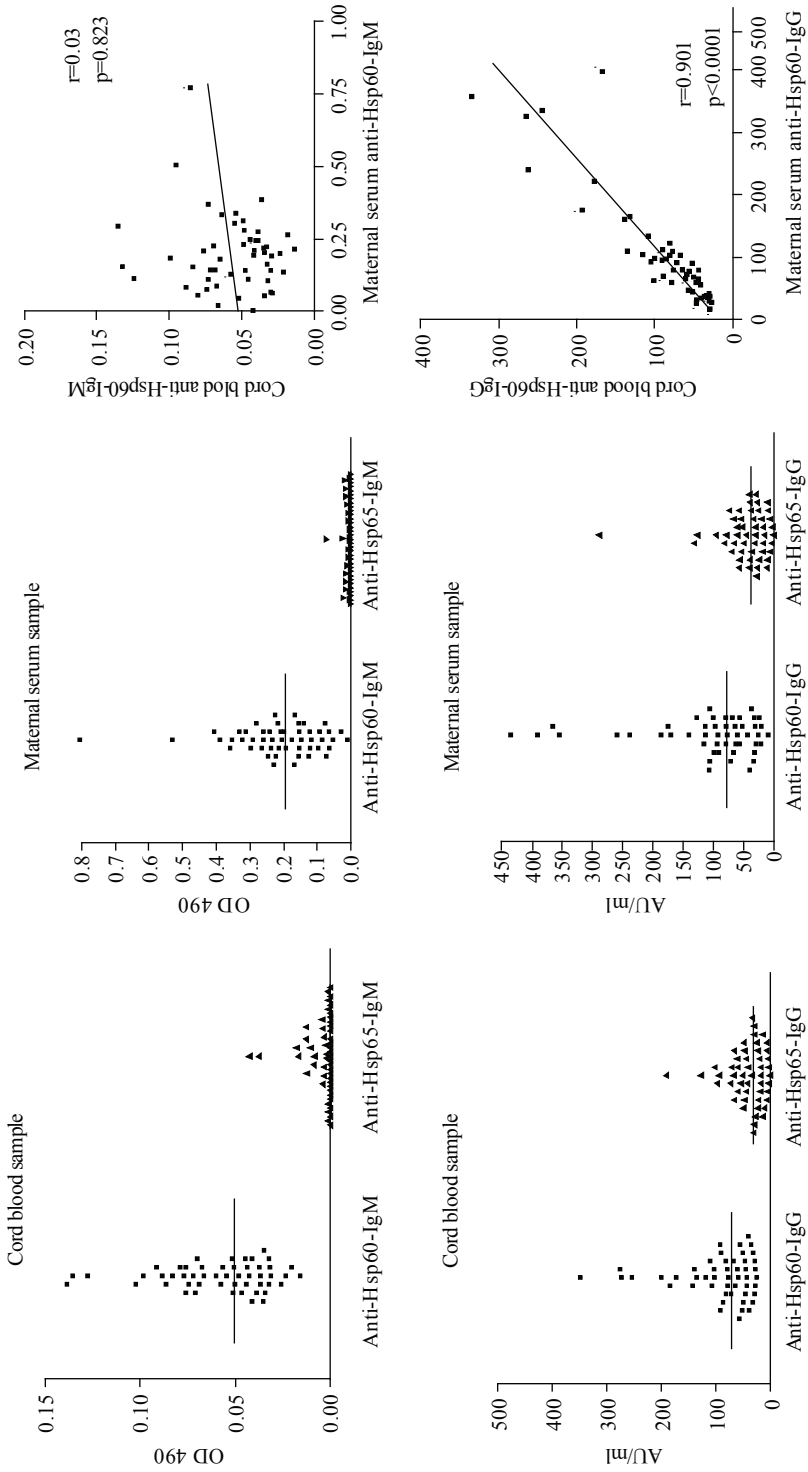 Cord blood sample
OD 490
0.15
0.10
0.05
0.00
Anti-Hsp60-IgM
Anti-Hsp65-IgM
Maternal serum sample
OD 490
0.8
0.7
0.6
0.5
0.4
0.3
0.2
0.1
0.0
Anti-Hsp60-IgM
Anti-Hsp65-IgM
Cord blod anti-Hsp60-IgM
0.20
0.15
0.10
0.05
0.00
r=0.03
p=0.823
0.00
0.25
0.50
0.75
1.00
Maternal serum anti-Hsp60-IgM
Cord blood sample
AU/ml
500
400
300
200
100
0
Anti-Hsp60-IgG
Anti-Hsp65-IgG
Maternal serum sample
AU/ml
450
400
350
300
250
200
150
100
50
0
Anti-Hsp60-IgG
Anti-Hsp65-IgG
Cord blood anti-Hsp60-IgG
400
300
200
100
0
r=0.901
p<0.0001
0
100
200
300
400
500
Maternal serum anti-Hsp60-IgG